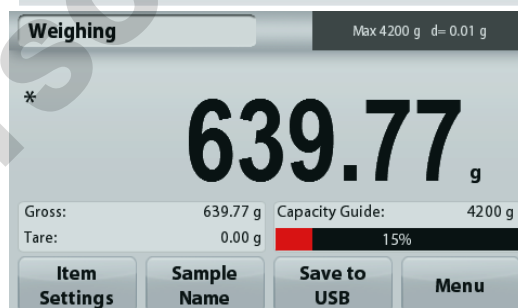 Weighing
Max 4200 g d= 0.01 g
*
639.77 g
Gross: 639.77 g
Tare: 0.00 g
Capacity Guide: 4200 g
15%
Item Settings
Sample Name
Save to USB
Menu